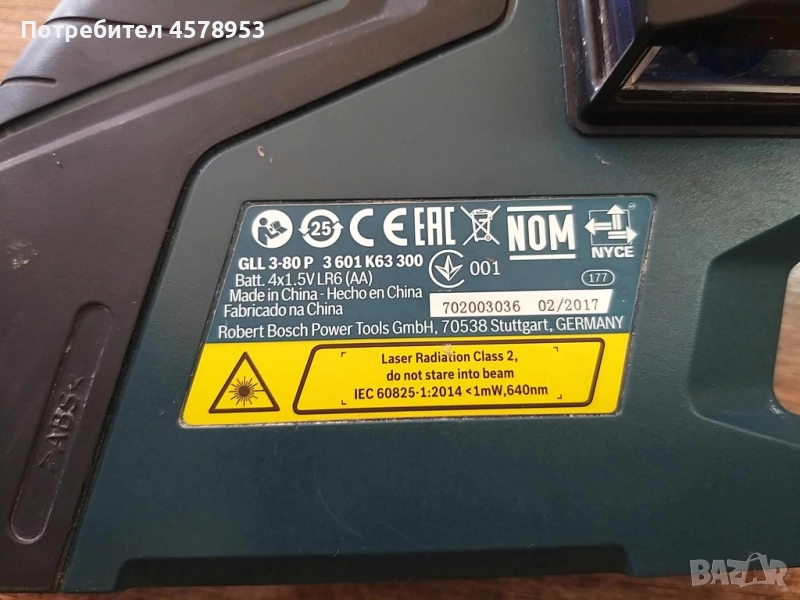 Потребител 4578953
25 CE EAC NOM
NYCE
GLL 3-80 P 3 601 K63 300
Batt. 4x1.5V LR6 (AA)
001
177
Made in China - Hecho en China
Fabricado na China
702003036 02/2017
Robert Bosch Power Tools GmbH, 70538 Stuttgart, GERMANY
Laser Radiation Class 2,
do not stare into beam
IEC 60825-1:2014 <1mW,640nm
>ABS<
BAZAR